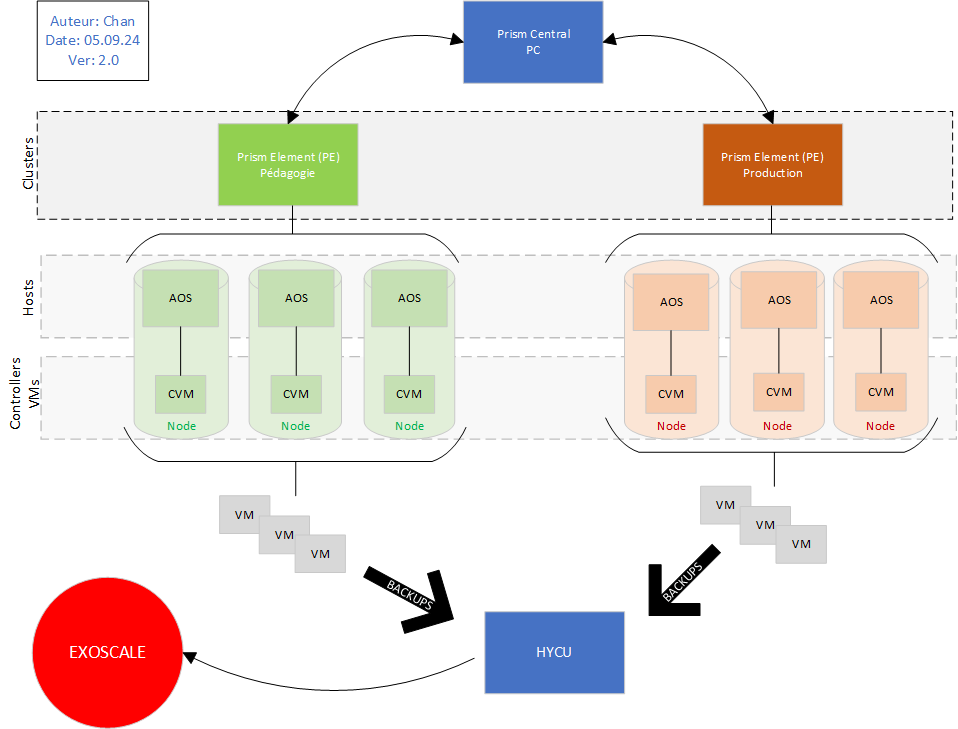 Auteur: Chan
Date: 05.09.24
Ver: 2.0
Prism Central
PC
Clusters
Prism Element (PE)
Pédagogie
Prism Element (PE)
Production
Hosts
AOS
AOS
AOS
AOS
AOS
AOS
Controllers
VMs
CVM
CVM
CVM
CVM
CVM
CVM
Node
Node
Node
Node
Node
Node
VM
VM
VM
VM
VM
VM
BACKUPS
BACKUPS
EXOSCALE
HYCU